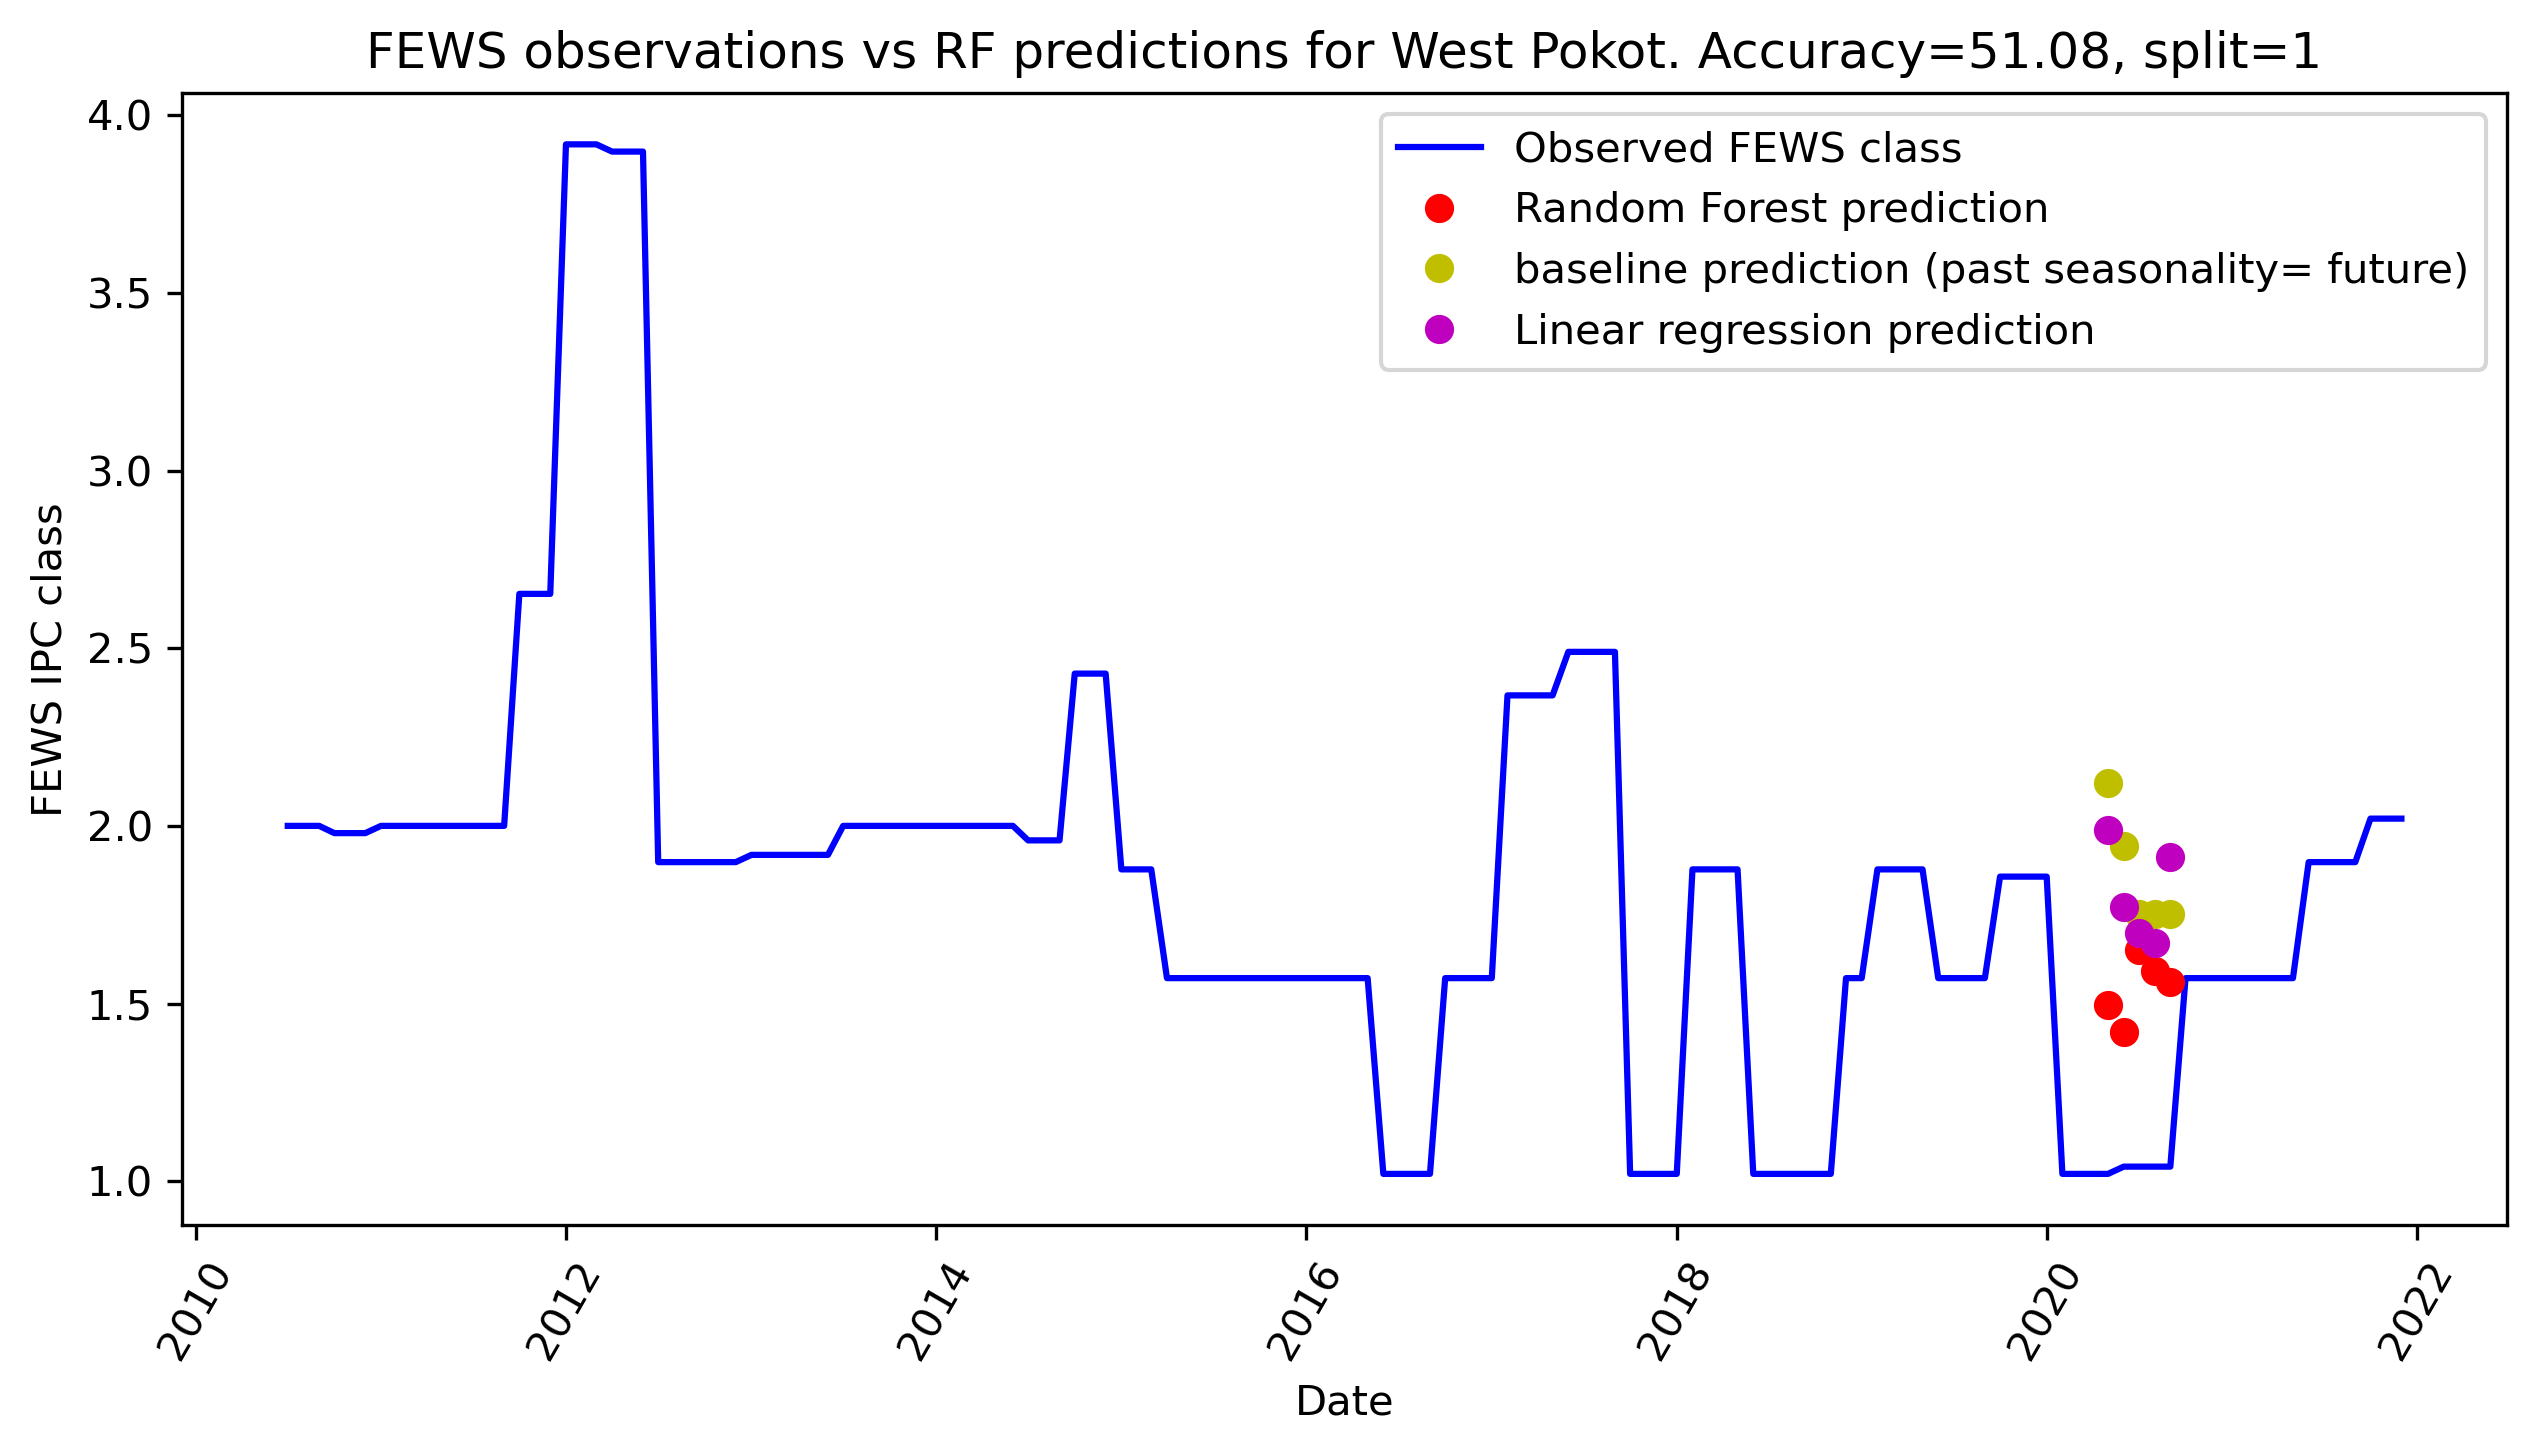 FEWS observations vs RF predictions for West Pokot. Accuracy=51.08, split=1
Observed FEWS class
Random Forest prediction
baseline prediction (past seasonality= future)
Linear regression prediction
FEWS IPC class
4.0
3.5
3.0
2.5
2.0
1.5
1.0
2010
2012
2014
2016
2018
2020
2022
Date